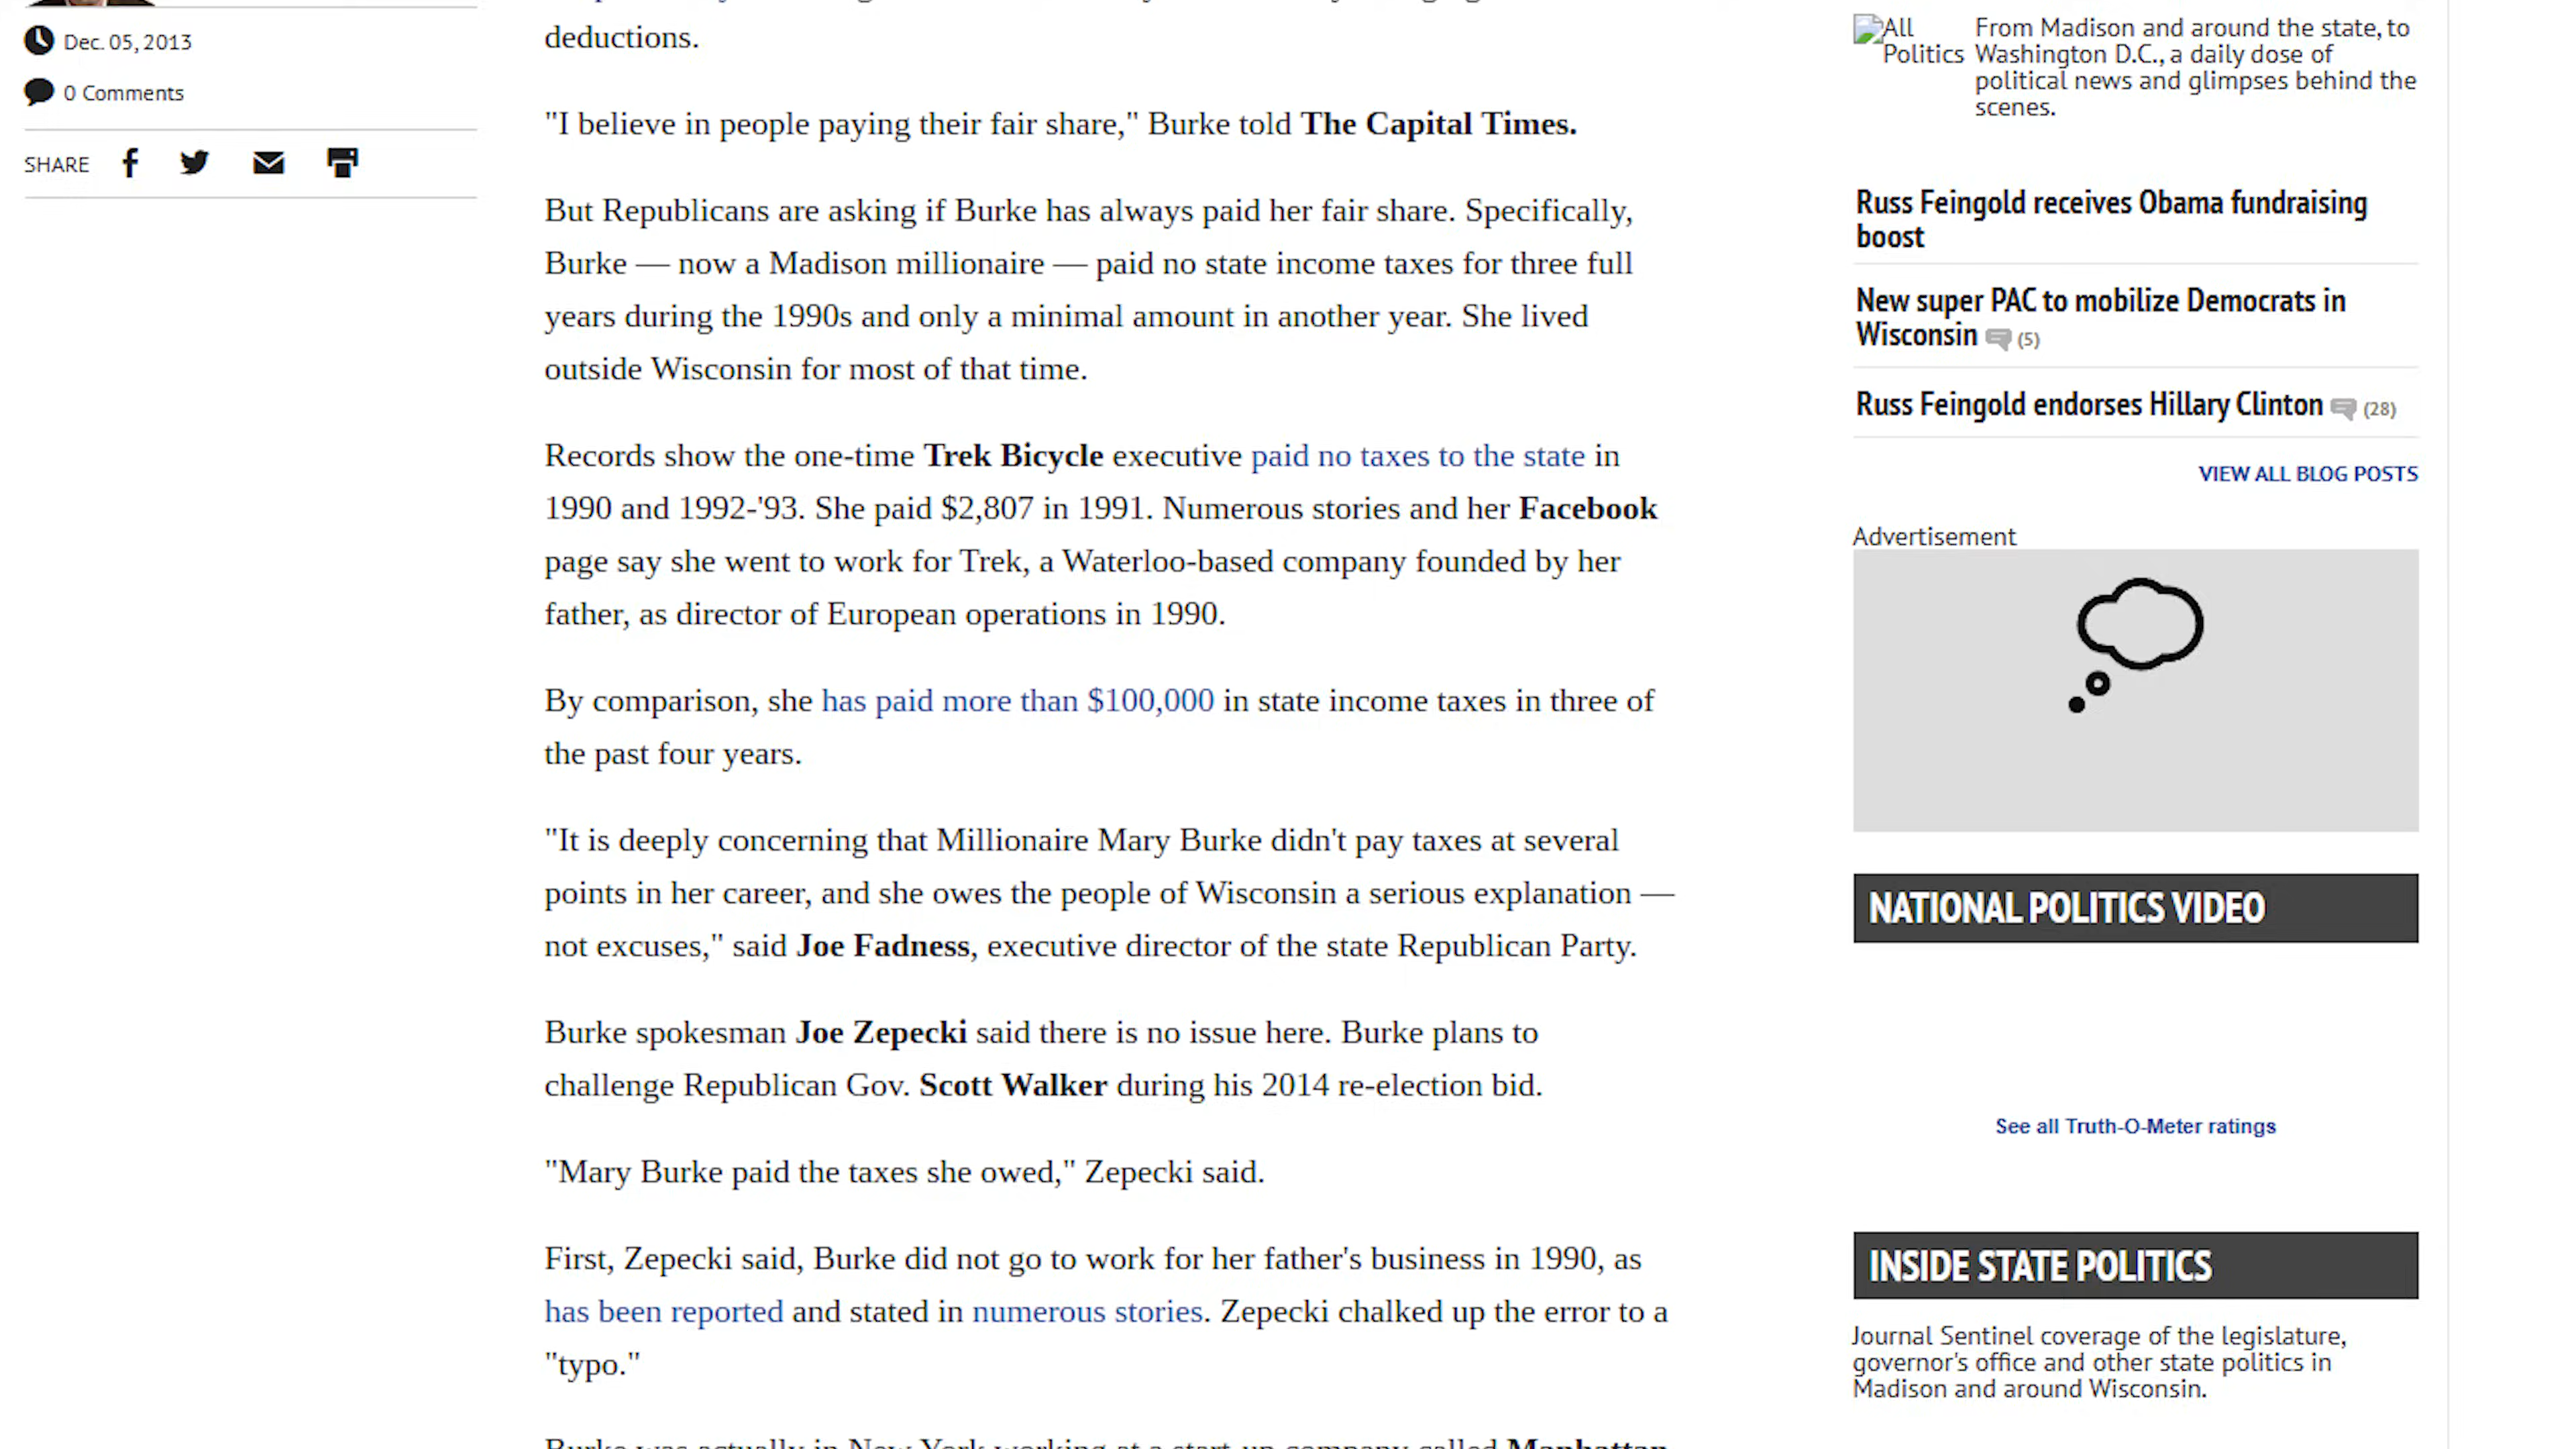 Dec. 05, 2013
0 Comments
SHARE
deductions.
"I believe in people paying their fair share," Burke told The Capital Times.
But Republicans are asking if Burke has always paid her fair share. Specifically,
Burke — now a Madison millionaire — paid no state income taxes for three full
years during the 1990s and only a minimal amount in another year. She lived
outside Wisconsin for most of that time.
Records show the one-time Trek Bicycle executive paid no taxes to the state in
1990 and 1992-'93. She paid $2,807 in 1991. Numerous stories and her Facebook
page say she went to work for Trek, a Waterloo-based company founded by her
father, as director of European operations in 1990.
By comparison, she has paid more than $100,000 in state income taxes in three of
the past four years.
"It is deeply concerning that Millionaire Mary Burke didn't pay taxes at several
points in her career, and she owes the people of Wisconsin a serious explanation —
not excuses," said Joe Fadness, executive director of the state Republican Party.
Burke spokesman Joe Zepecki said there is no issue here. Burke plans to
challenge Republican Gov. Scott Walker during his 2014 re-election bid.
"Mary Burke paid the taxes she owed," Zepecki said.
First, Zepecki said, Burke did not go to work for her father's business in 1990, as
has been reported and stated in numerous stories. Zepecki chalked up the error to a
"typo."
Burke was actually in New York working at a start-up company called Manhattan
All
Politics
From Madison and around the state, to
Washington D.C., a daily dose of
political news and glimpses behind the
scenes.
Russ Feingold receives Obama fundraising
boost
New super PAC to mobilize Democrats in
Wisconsin (5)
Russ Feingold endorses Hillary Clinton (28)
VIEW ALL BLOG POSTS
Advertisement
NATIONAL POLITICS VIDEO
See all Truth-O-Meter ratings
INSIDE STATE POLITICS
Journal Sentinel coverage of the legislature,
governor's office and other state politics in
Madison and around Wisconsin.